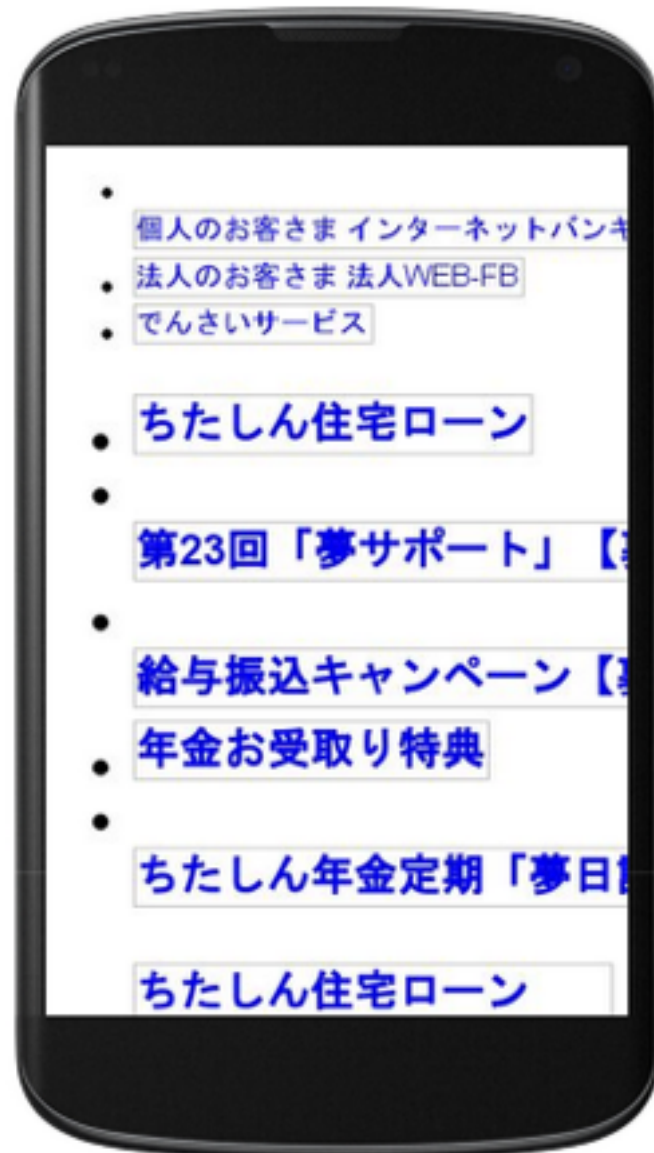 個人のお客さま インターネットバンキ
法人のお客さま 法人WEB-FB
でんさいサービス
ちたしん住宅ローン
第23回「夢サポート」【
給与振込キャンペーン【
年金お受取り特典
ちたしん年金定期「夢日
ちたしん住宅ローン